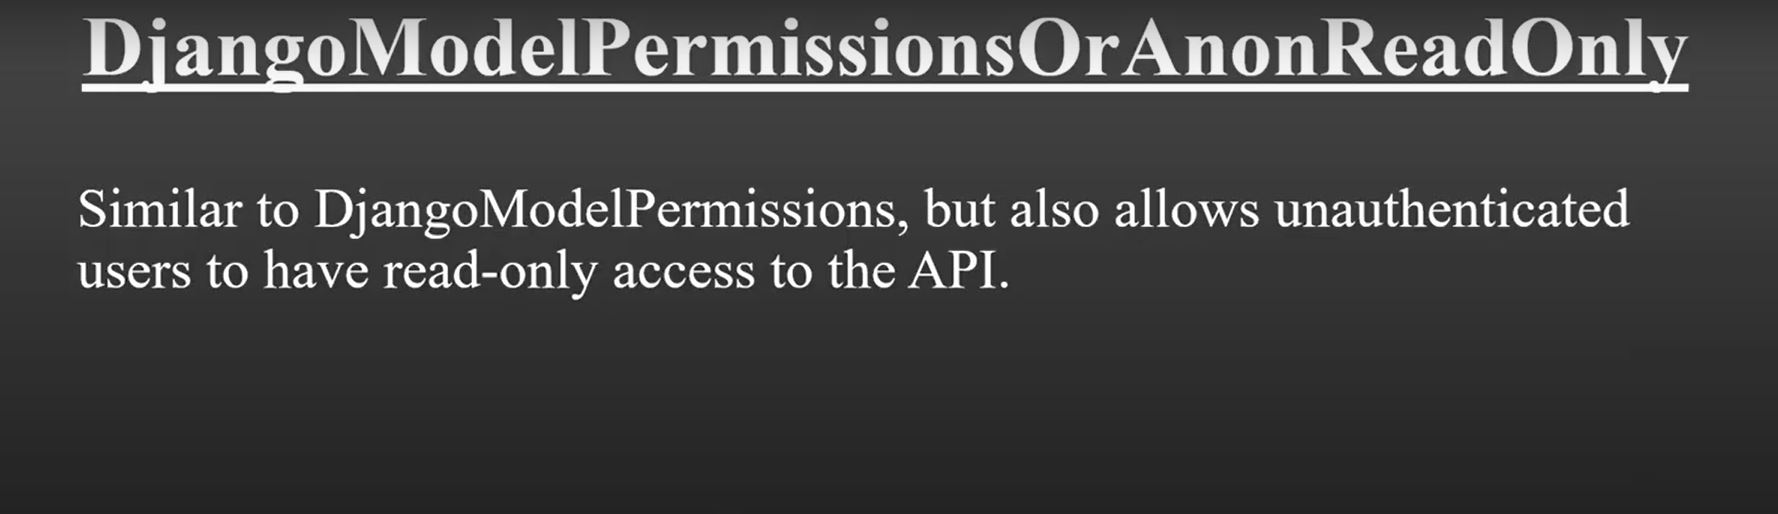 DjangoModelPermissionsOrAnonReadOnly
Similar to DjangoModelPermissions, but also allows unauthenticated
users to have read-only access to the API.